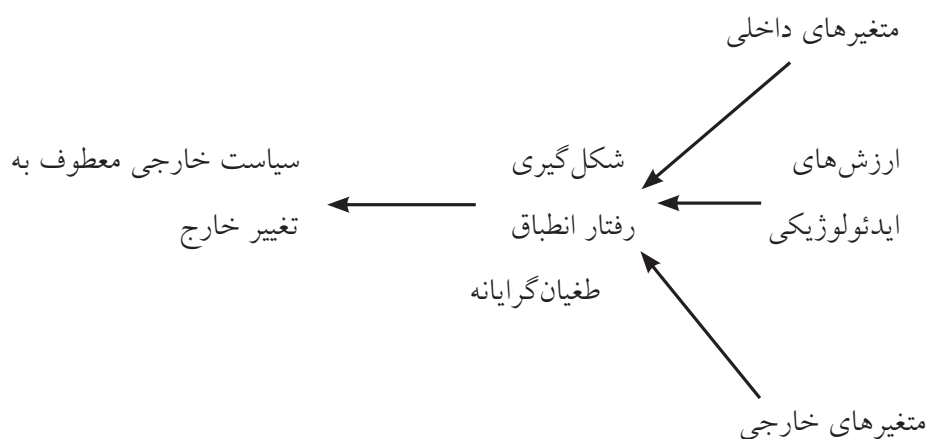 متغیرهای داخلی
ارزش‌های
ایدئولوژیکی
شکل‌گیری
رفتار انطباق
طغیان‌گرایانه
سیاست خارجی معطوف به
تغییر خارج
متغیرهای خارجی